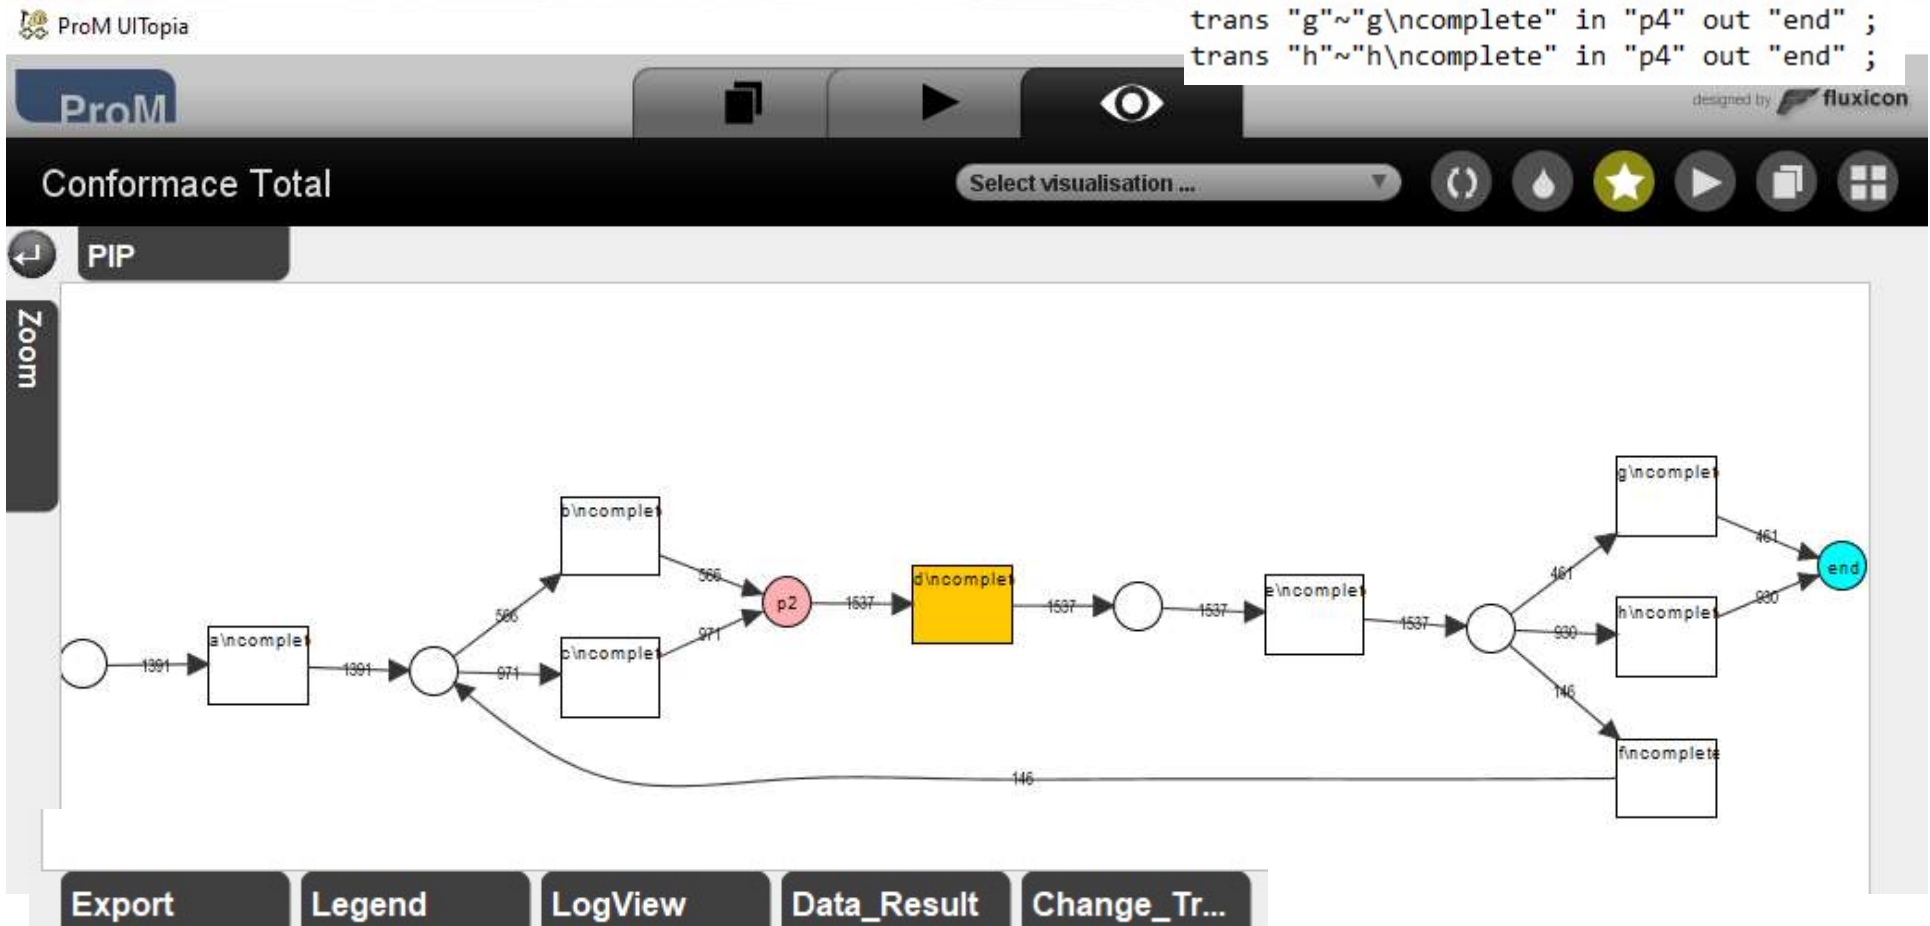 ProM UITopia
trans "g"~"g\ncomplete" in "p4" out "end" ;
trans "h"~"h\ncomplete" in "p4" out "end" ;
ProM
designed by fluxicon
Conformace Total
Select visualisation ...
PIP
Zoom
g\ncomplet
b\ncomplet
461
566
461
end
d\ncomplet
e\ncomplet
p2
1537
1537
1537
566
930
h\ncomplet
1537
930
a\ncomplet
971
c\ncomplet
1391
1391
971
146
f\ncomplete
146
Export
Legend
LogView
Data_Result
Change_Tr...